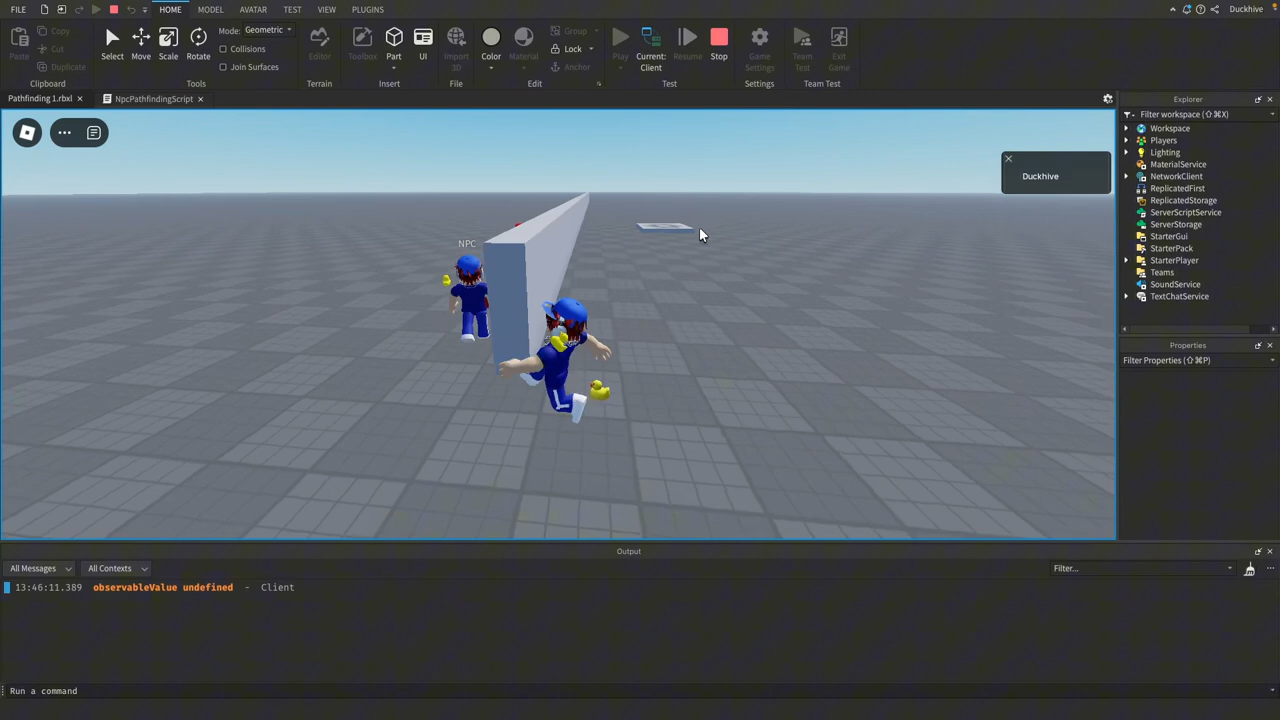 FILE HOME MODEL AVATAR TEST VIEW PLUGINS Duckhive
Paste Copy Cut Duplicate Clipboard
Select Move Scale Rotate Mode: Geometric Collisions Join Surfaces Tools
Editor Terrain
Toolbox Part UI Insert
Import 3D File
Color Material Group Lock Anchor Edit
Play Current: Client Resume Stop Test
Game Settings Settings
Team Test Exit Game Team Test
Pathfinding 1.rbxl NpcPathfindingScript
Duckhive
NPC
Explorer
Filter workspace (⇧⌘X)
Workspace
Players
Lighting
MaterialService
NetworkClient
ReplicatedFirst
ReplicatedStorage
ServerScriptService
ServerStorage
StarterGui
StarterPack
StarterPlayer
Teams
SoundService
TextChatService
Properties
Filter Properties (⇧⌘P)
Output
All Messages All Contexts Filter...
13:46:11.389 observableValue undefined - Client
Run a command